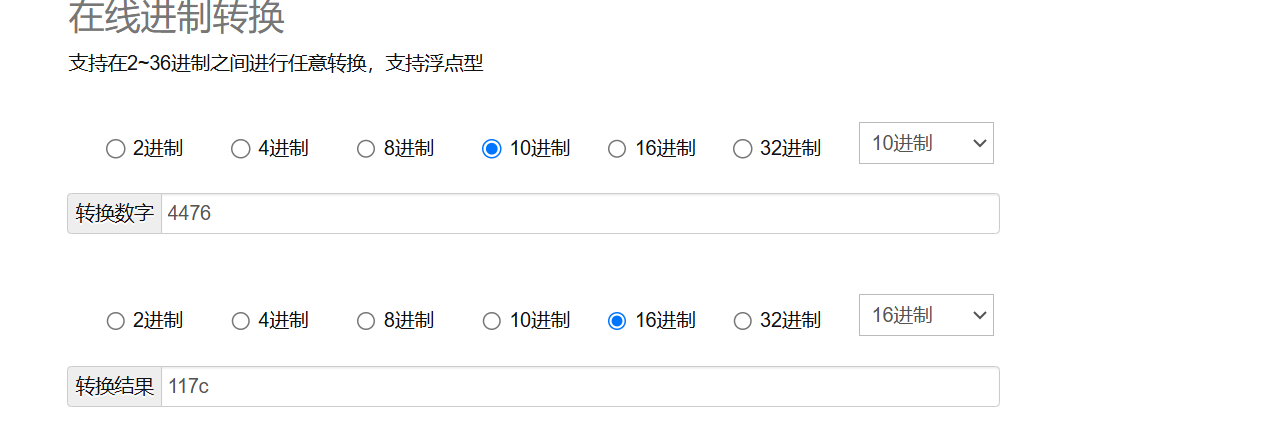 在线进制转换
支持在2~36进制之间进行任意转换，支持浮点型
2进制 4进制 8进制 10进制 16进制 32进制 10进制
转换数字 4476
2进制 4进制 8进制 10进制 16进制 32进制 16进制
转换结果 117c